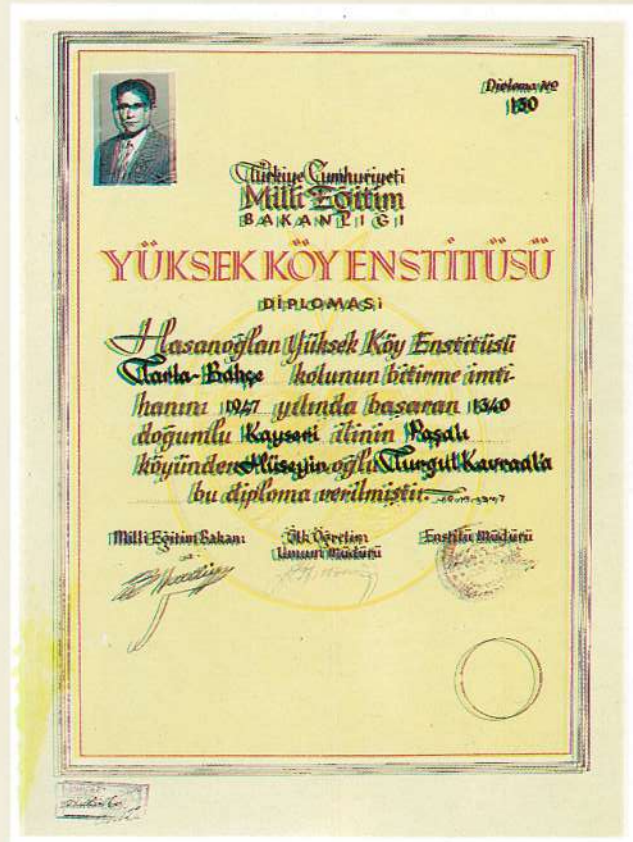 Diploma No
130
Türkiye Cumhuriyeti
Milli Eğitim
BAKANLIĞI
YÜKSEK KÖY ENSTİTÜSÜ
DİPLOMASİ
Hasanoğlan Yüksek Köy Enstitüsü
Tarla-Bahçe kolunun bitirme imti-
hanını 1947 yılında başaran 1340
doğumlu Kayseri ilinin Paşalı
köyünden Hüseyin oğlu Turgut
bu diploma verilmiştir.
Milli Eğitim Bakanı İlk Öğretim Enstitü Müdürü
Umum Müdürü